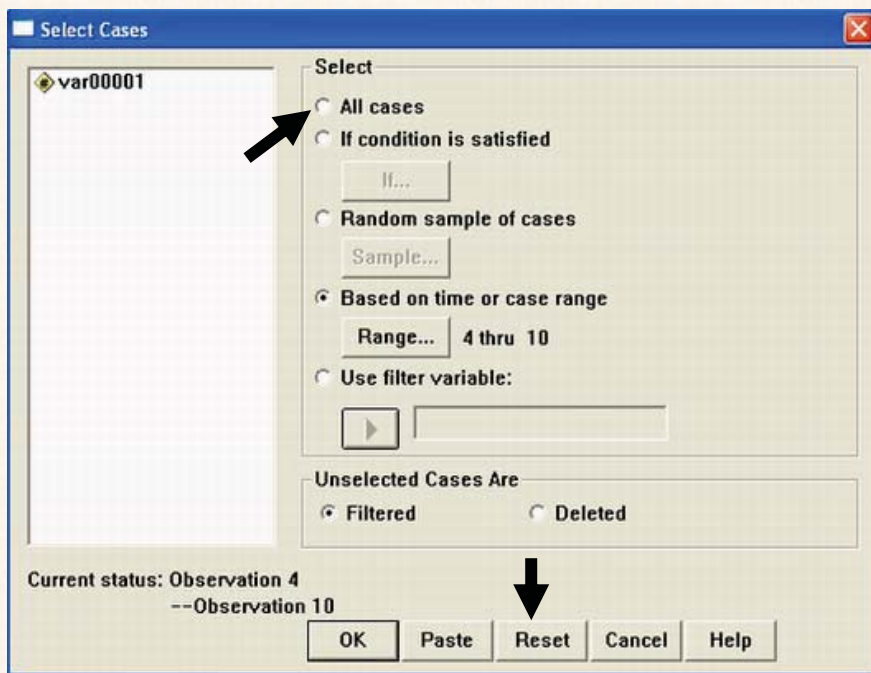 Select Cases
var00001
Select
All cases
If condition is satisfied
If...
Random sample of cases
Sample...
Based on time or case range
Range... 4 thru 10
Use filter variable:
Unselected Cases Are
Filtered Deleted
Current status: Observation 4
--Observation 10
OK Paste Reset Cancel Help